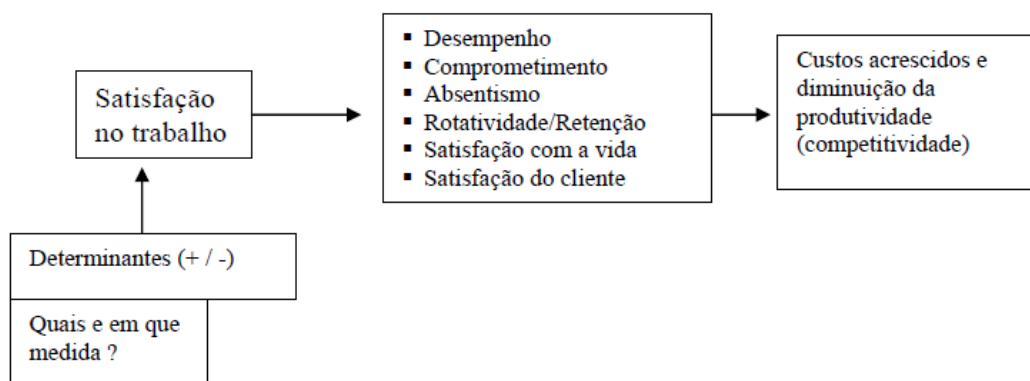 Satisfação
no trabalho
Determinantes (+ / -)
Quais e em que
medida ?
▪ Desempenho
▪ Comprometimento
▪ Absentismo
▪ Rotatividade/Retenção
▪ Satisfação com a vida
▪ Satisfação do cliente
Custos acrescidos e
diminuição da
produtividade
(competitividade)